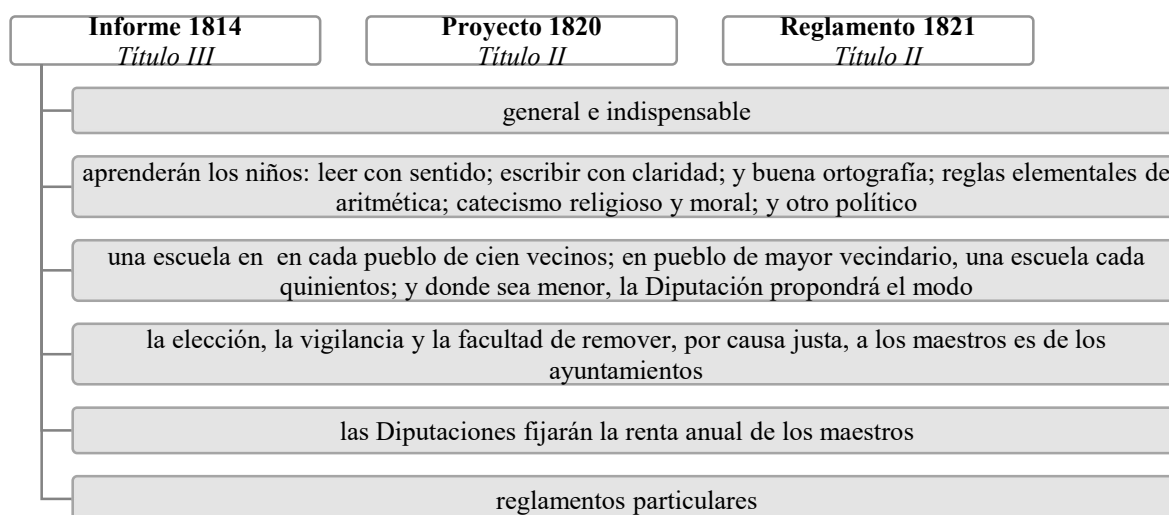 Informe 1814
Título III
Proyecto 1820
Título II
Reglamento 1821
Título II
general e indispensable
aprenderán los niños: leer con sentido; escribir con claridad; y buena ortografía; reglas elementales de
aritmética; catecismo religioso y moral; y otro político
una escuela en en cada pueblo de cien vecinos; en pueblo de mayor vecindario, una escuela cada
quinientos; y donde sea menor, la Diputación propondrá el modo
la elección, la vigilancia y la facultad de remover, por causa justa, a los maestros es de los
ayuntamientos
las Diputaciones fijarán la renta anual de los maestros
reglamentos particulares